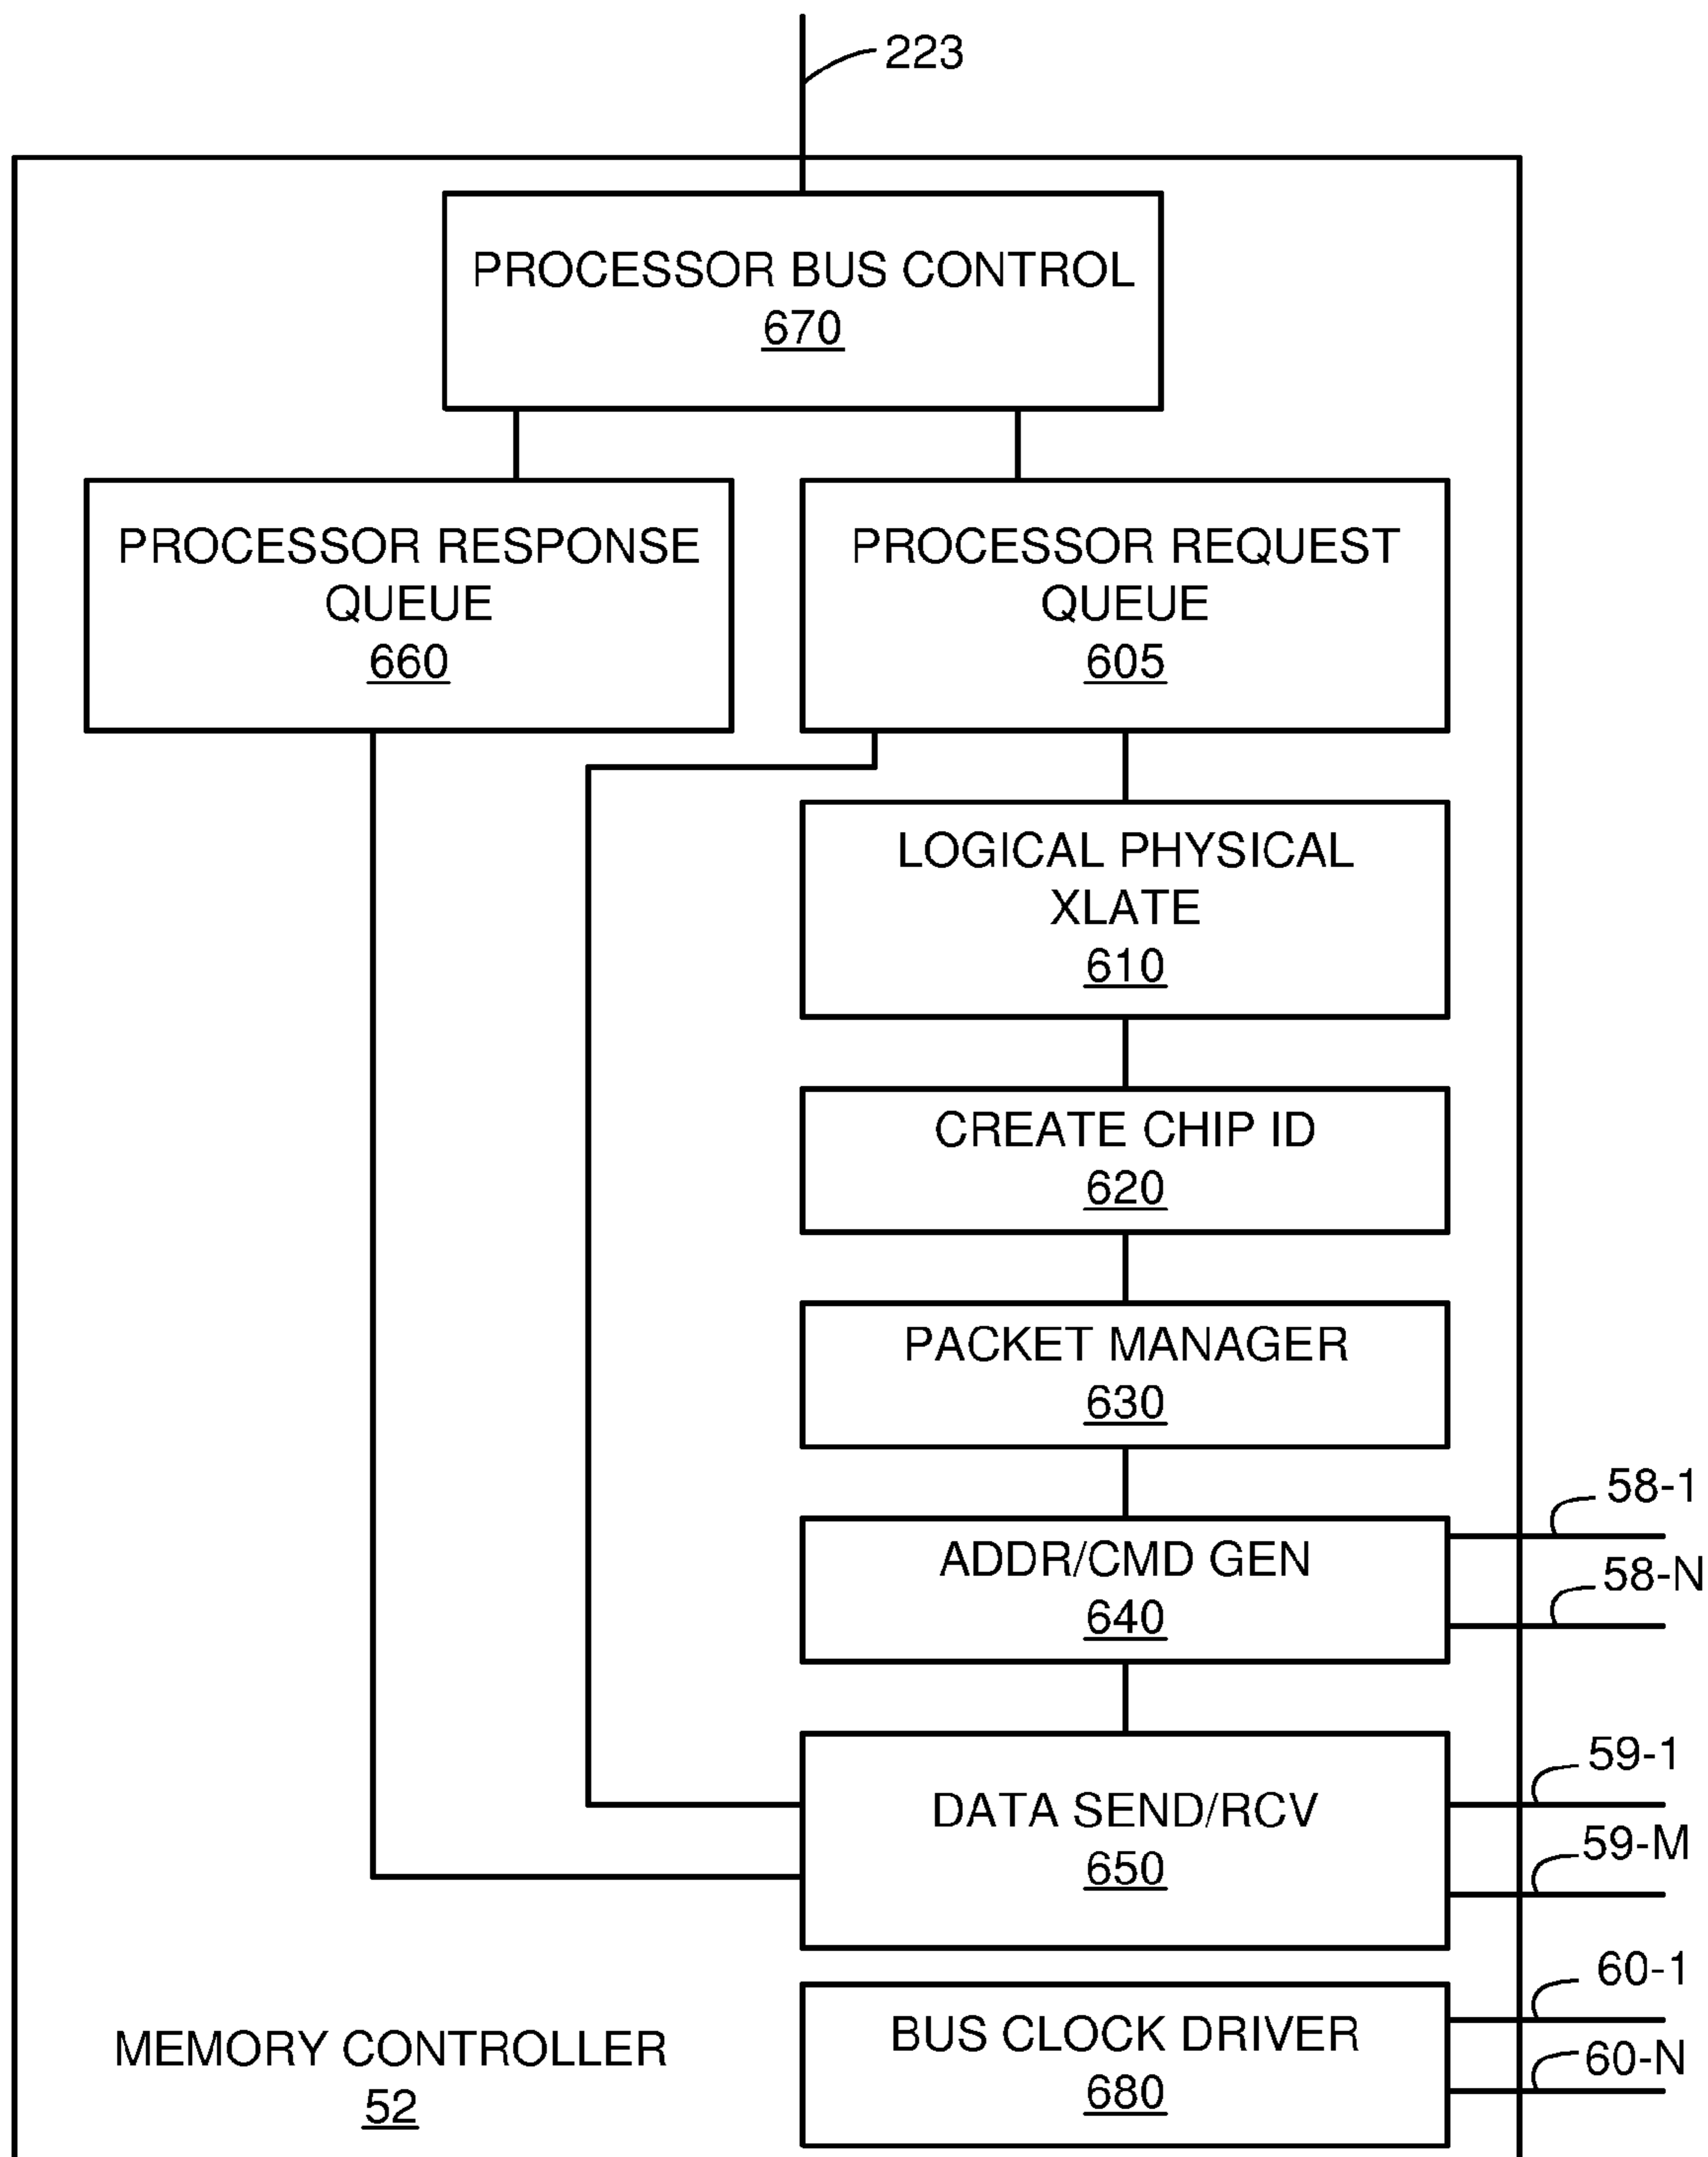 223
PROCESSOR BUS CONTROL
670
PROCESSOR RESPONSE
QUEUE
660
PROCESSOR REQUEST
QUEUE
605
LOGICAL PHYSICAL
XLATE
610
CREATE CHIP ID
620
PACKET MANAGER
630
58-1
ADDR/CMD GEN
640
58-N
59-1
DATA SEND/RCV
650
59-M
60-1
BUS CLOCK DRIVER
680
60-N
MEMORY CONTROLLER
52